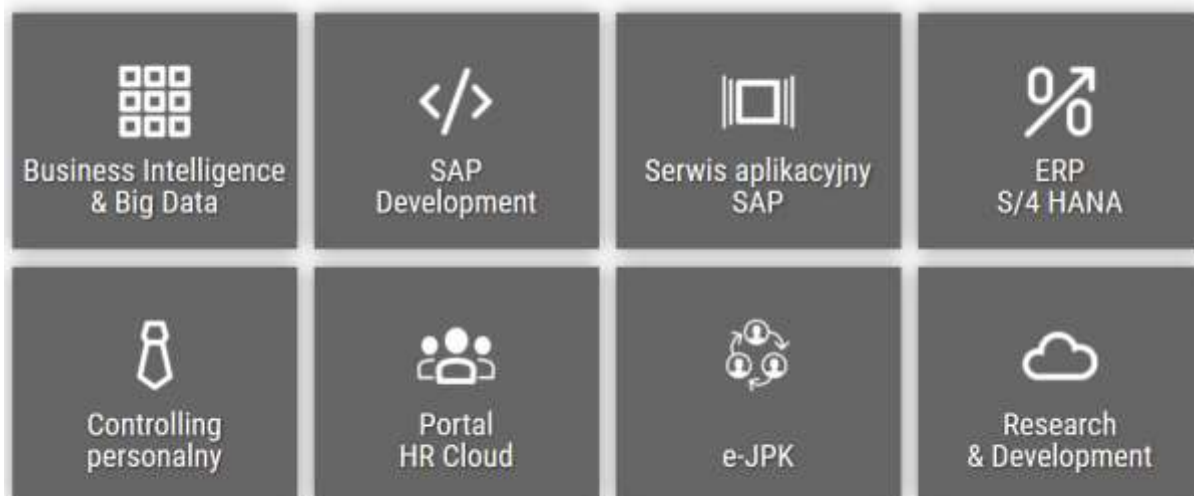 Business Intelligence
& Big Data
SAP
Development
Serwis aplikacyjny
SAP
ERP
S/4 HANA
Controlling
personalny
Portal
HR Cloud
e-JPK
Research
& Development